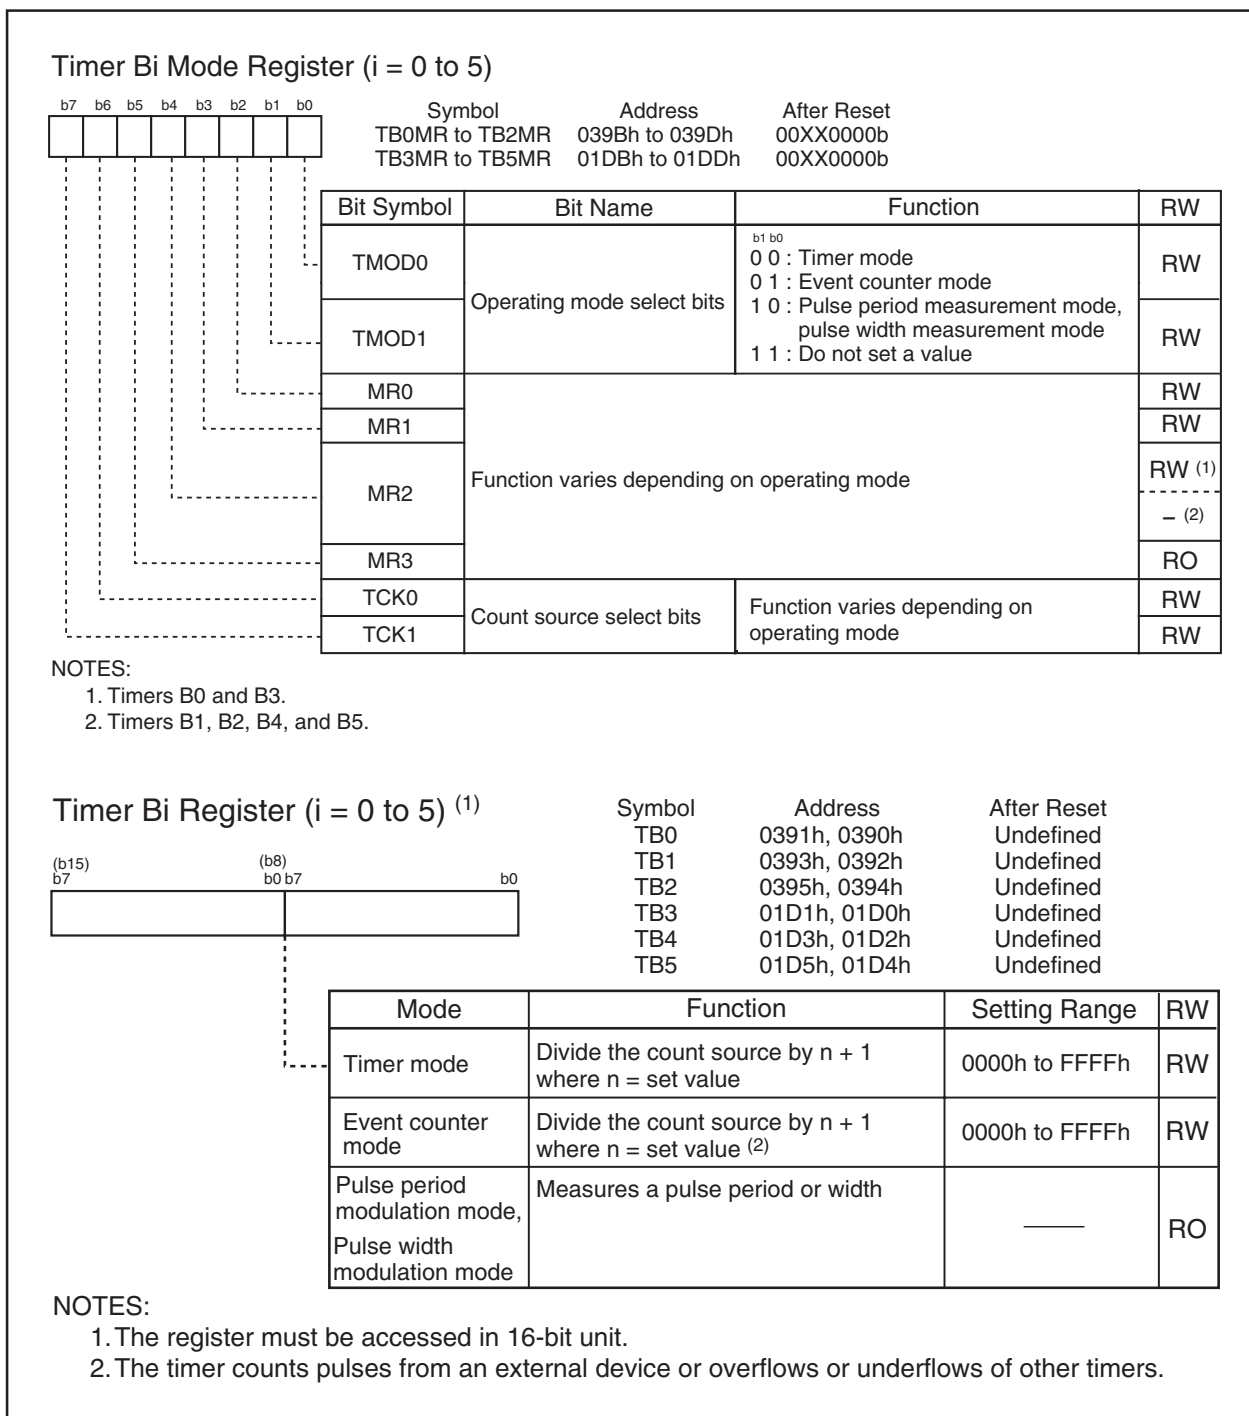 Timer Bi Mode Register (i = 0 to 5)
b7 b6 b5 b4 b3 b2 b1 b0
Symbol Address After Reset
TB0MR to TB2MR 039Bh to 039Dh 00XX0000b
TB3MR to TB5MR 01DBh to 01DDh 00XX0000b
Bit Symbol Bit Name Function RW
TMOD0 Operating mode select bits b1 b0
0 0 : Timer mode RW
0 1 : Event counter mode
1 0 : Pulse period measurement mode,
pulse width measurement mode
TMOD1 1 1 : Do not set a value RW
MR0 RW
MR1 RW
MR2 Function varies depending on operating mode RW (1)
– (2)
MR3 RO
TCK0 Count source select bits Function varies depending on RW
TCK1 operating mode RW
NOTES:
1. Timers B0 and B3.
2. Timers B1, B2, B4, and B5.
Timer Bi Register (i = 0 to 5) (1)
Symbol Address After Reset
TB0 0391h, 0390h Undefined
TB1 0393h, 0392h Undefined
TB2 0395h, 0394h Undefined
TB3 01D1h, 01D0h Undefined
TB4 01D3h, 01D2h Undefined
TB5 01D5h, 01D4h Undefined
(b15) (b8)
b7 b0 b7 b0
Mode Function Setting Range RW
Timer mode Divide the count source by n + 1
where n = set value 0000h to FFFFh RW
Event counter
mode Divide the count source by n + 1
where n = set value (2) 0000h to FFFFh RW
Pulse period
modulation mode,
Pulse width
modulation mode Measures a pulse period or width —— RO
NOTES:
1. The register must be accessed in 16-bit unit.
2. The timer counts pulses from an external device or overflows or underflows of other timers.